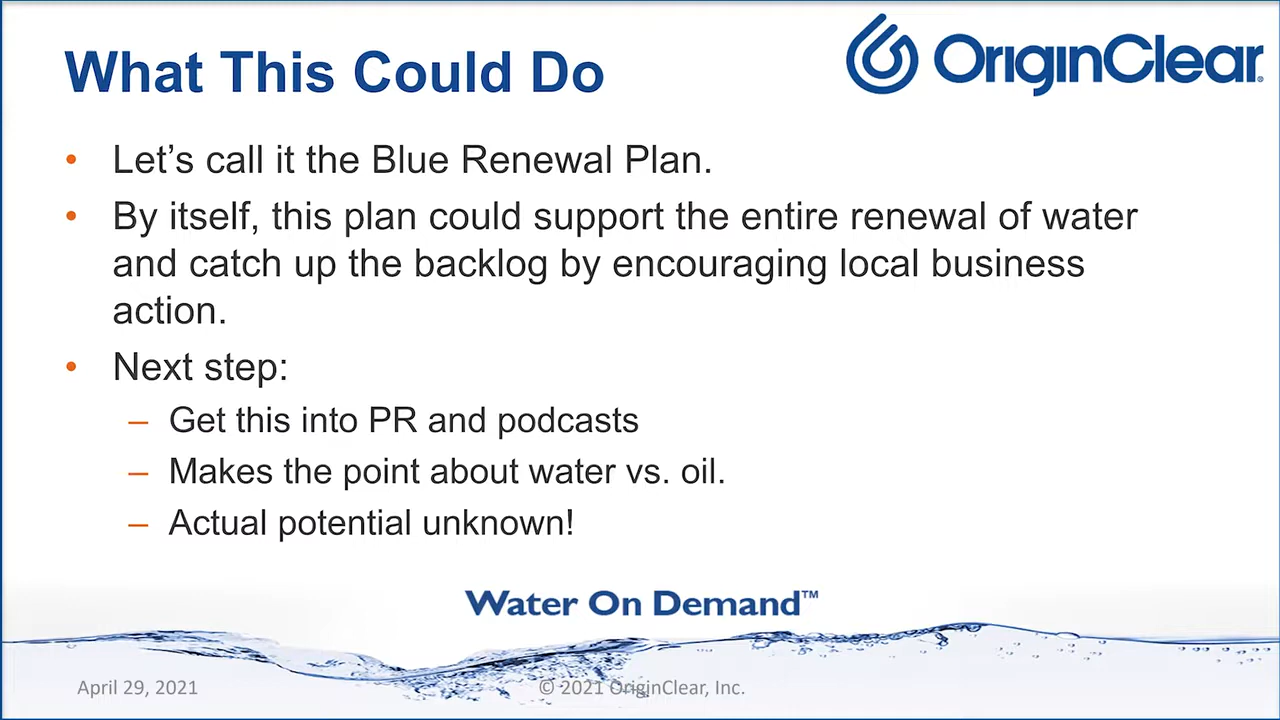 What This Could Do
OriginClear®
• Let’s call it the Blue Renewal Plan.
• By itself, this plan could support the entire renewal of water
and catch up the backlog by encouraging local business
action.
• Next step:
– Get this into PR and podcasts
– Makes the point about water vs. oil.
– Actual potential unknown!
Water On Demand™
April 29, 2021
© 2021 OriginClear, Inc.